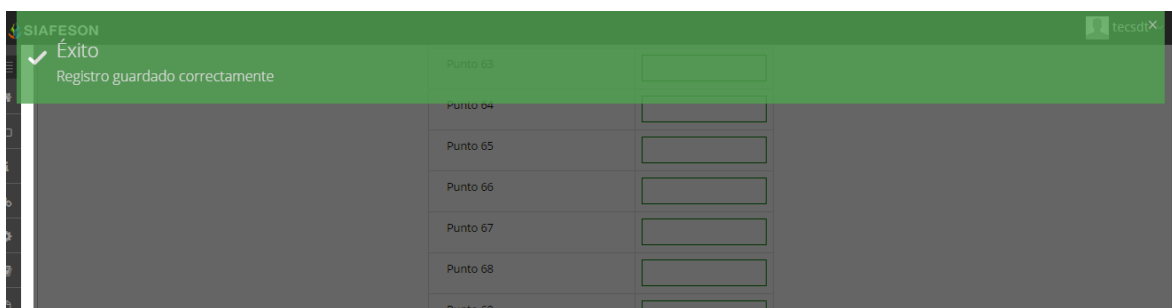 SIAFESON
tecsdt
×
Éxito
Registro guardado correctamente
Punto 63
Punto 64
Punto 65
Punto 66
Punto 67
Punto 68